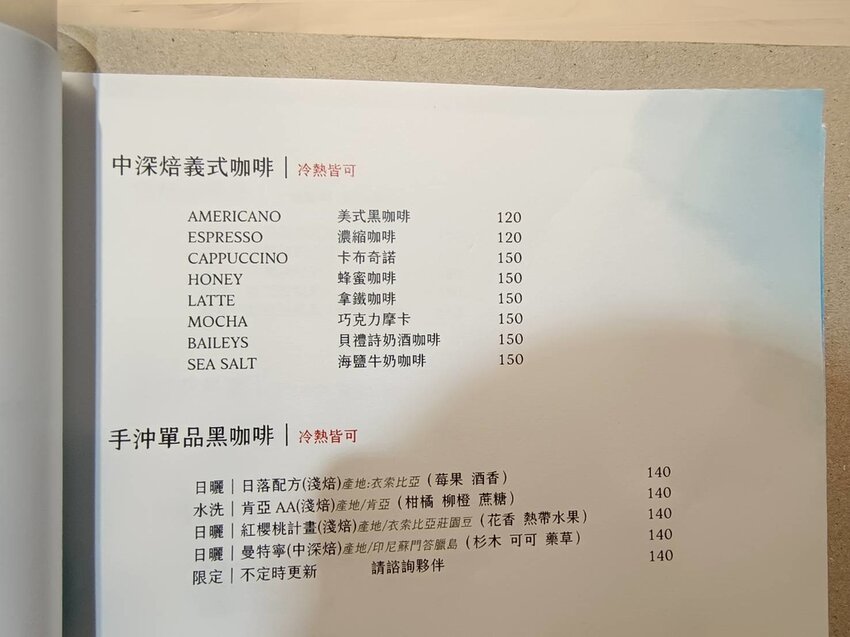 中深焙義式咖啡｜冷熱皆可
AMERICANO 美式黑咖啡 120
ESPRESSO 濃縮咖啡 120
CAPPUCCINO 卡布奇諾 150
HONEY 蜂蜜咖啡 150
LATTE 拿鐵咖啡 150
MOCHA 巧克力摩卡 150
BAILEYS 貝禮詩奶酒咖啡 150
SEA SALT 海鹽牛奶咖啡 150
手沖單品黑咖啡｜冷熱皆可
日曬｜日落配方(淺焙)產地:衣索比亞(莓果 酒香) 140
水洗｜肯亞 AA(淺焙)產地/肯亞(柑橘 柳橙 蔗糖) 140
日曬｜紅櫻桃計畫(淺焙)產地/衣索比亞莊園豆(花香 熱帶水果) 140
日曬｜曼特寧(中深焙)產地/印尼蘇門答臘島(杉木 可可 藥草) 140
限定｜不定時更新 請諮詢夥伴 140